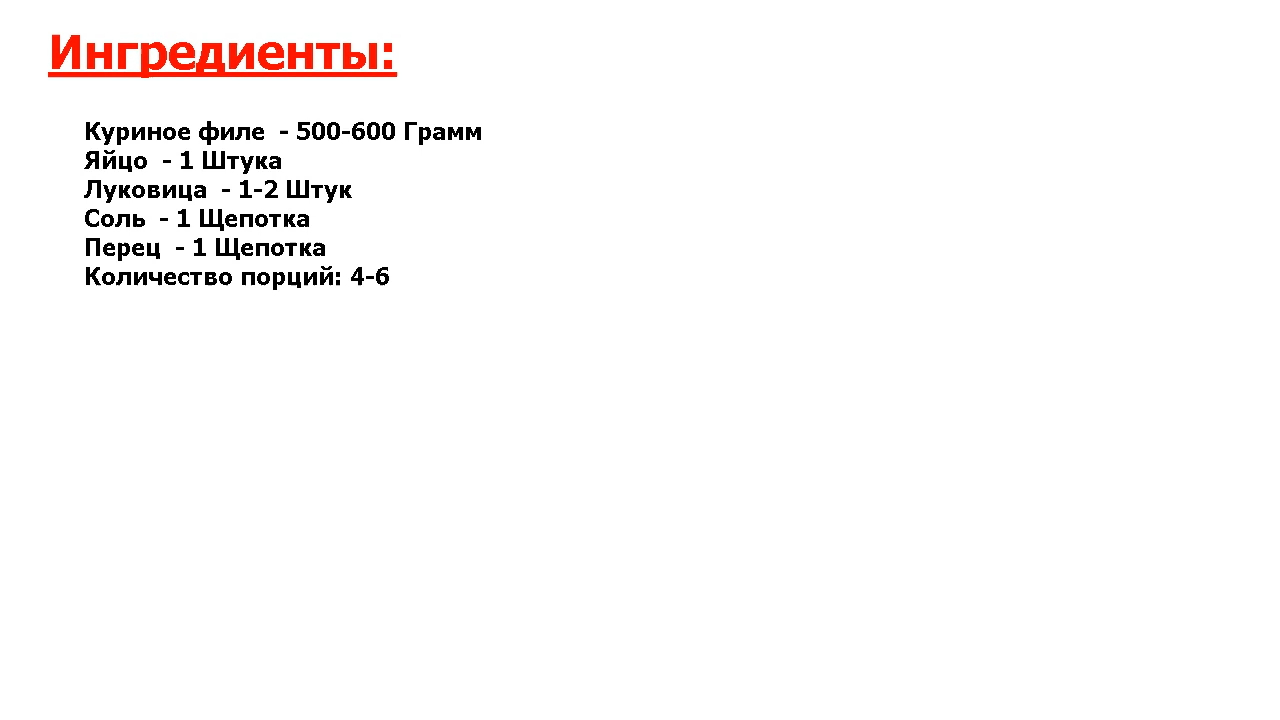 Ингредиенты:
Куриное филе  - 500-600 Грамм
Яйцо  - 1 Штука
Луковица  - 1-2 Штук
Соль  - 1 Щепотка
Перец  - 1 Щепотка
Количество порций: 4-6